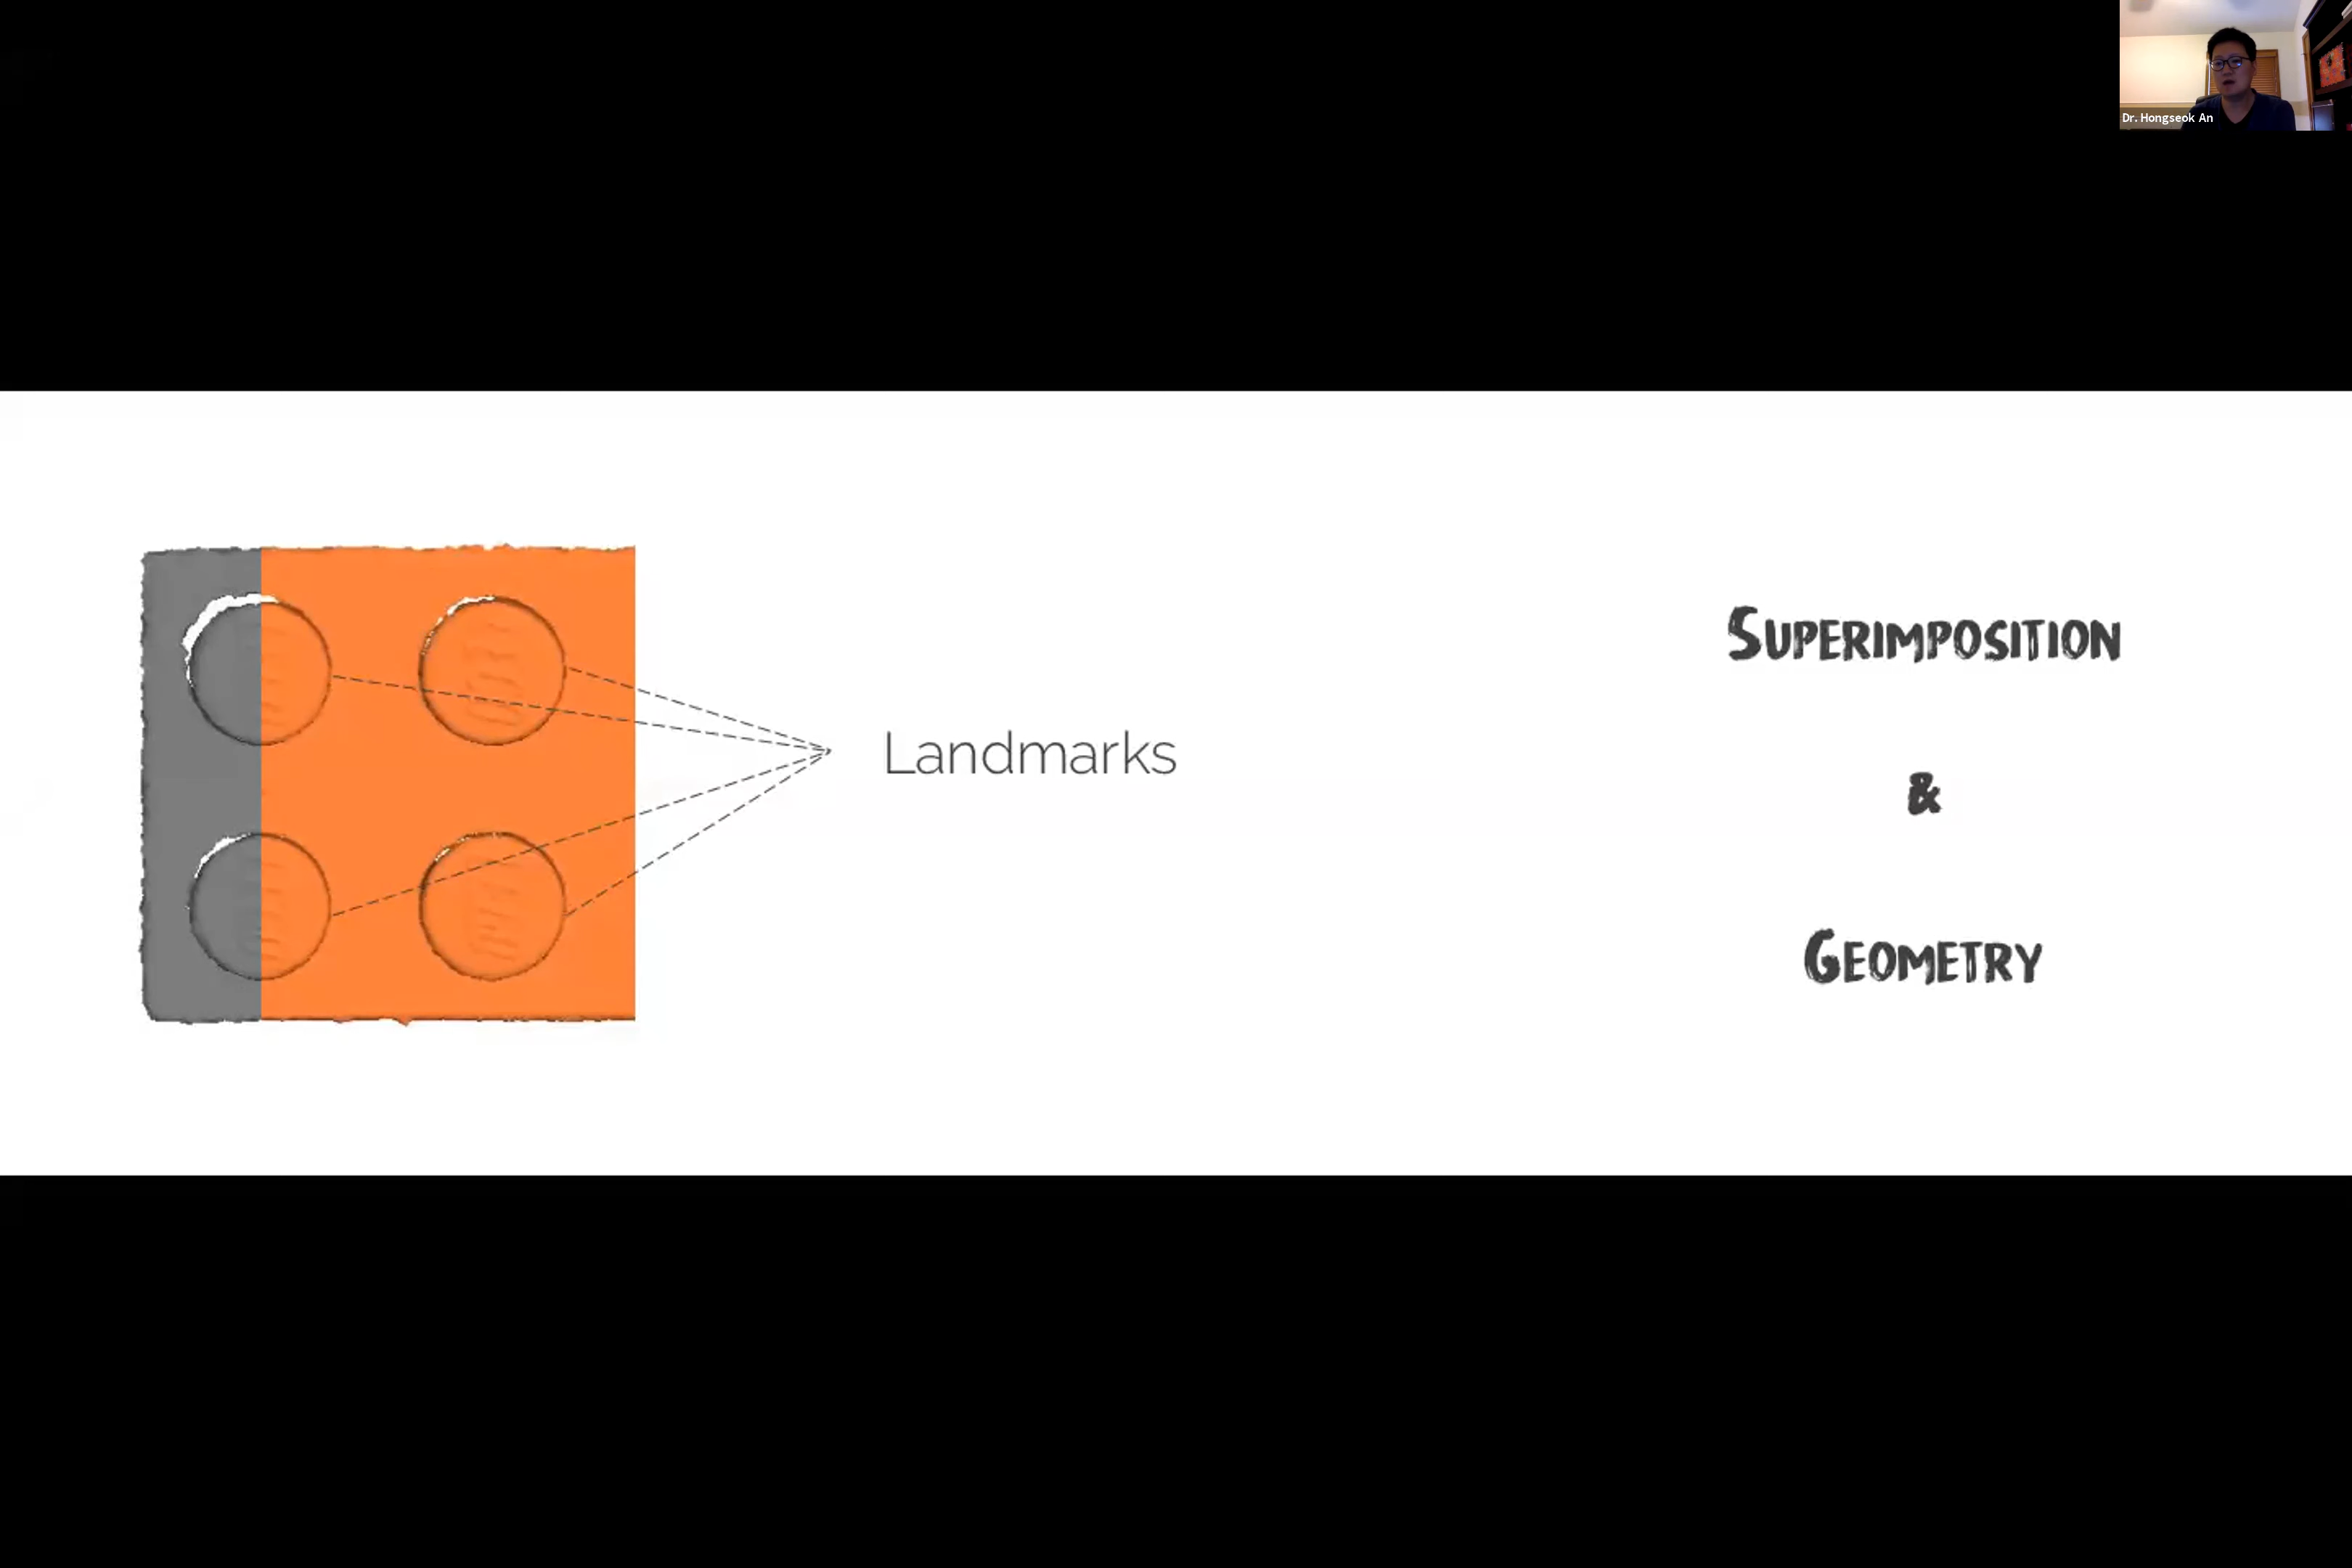 Dr. Hongseok An
Landmarks
SUPERIMPOSITION
&
GEOMETRY